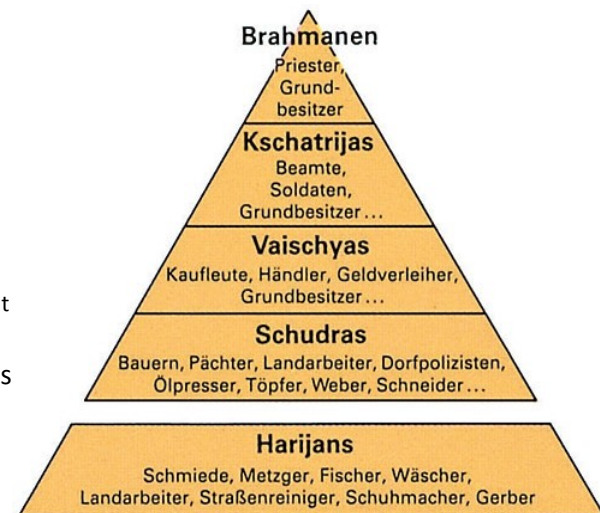 Brahmanen
Priester,
Grund-
besitzer
Kschatrijas
Beamte,
Soldaten,
Grundbesitzer...
Vaischyas
Kaufleute, Händler, Geldverleiher,
Grundbesitzer...
t
Schudras
Bauern, Pächter, Landarbeiter, Dorfpolizisten,
s
Ölpresser, Töpfer, Weber, Schneider...
Harijans
Schmiede, Metzger, Fischer, Wäscher,
Landarbeiter, Straßenreiniger, Schuhmacher, Gerber